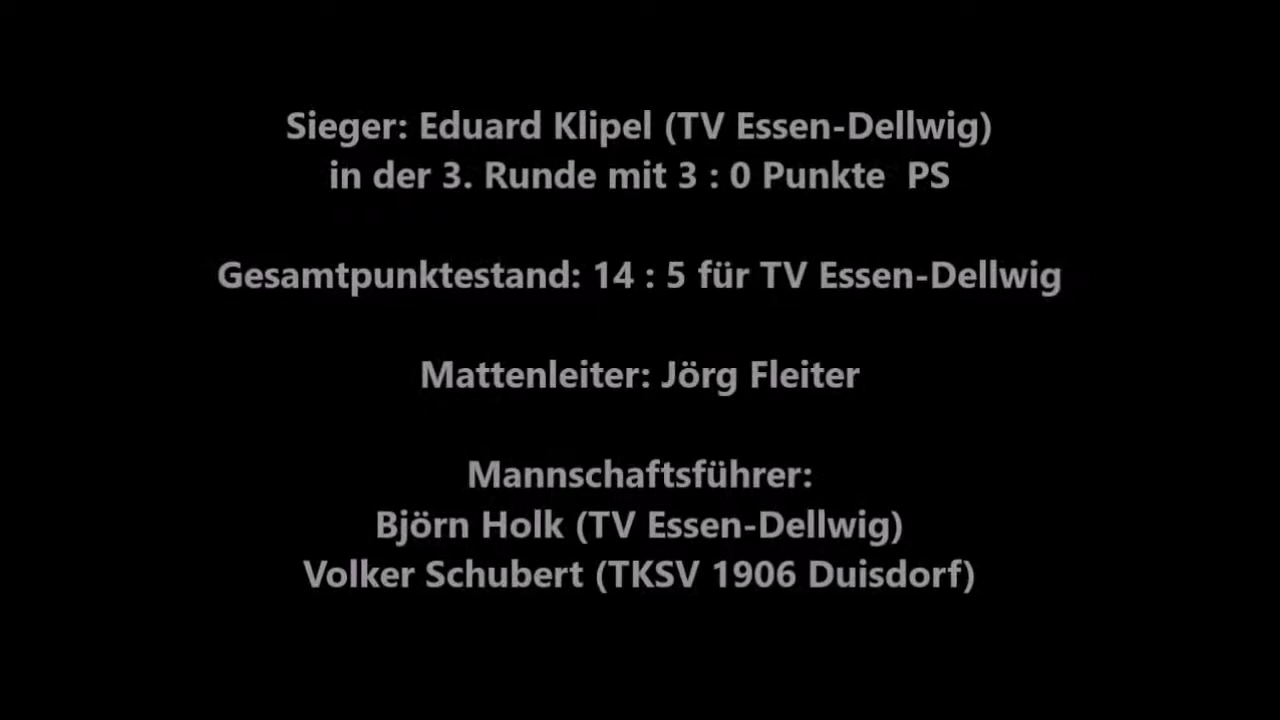 Sieger: Eduard Klipel (TV Essen-Dellwig)
in der 3. Runde mit 3 : 0 Punkte  PS
Gesamtpunktestand: 14 : 5 für TV Essen-Dellwig
Mattenleiter: Jörg Fleiter
Mannschaftsführer:
Björn Holk (TV Essen-Dellwig)
Volker Schubert (TKSV 1906 Duisdorf)